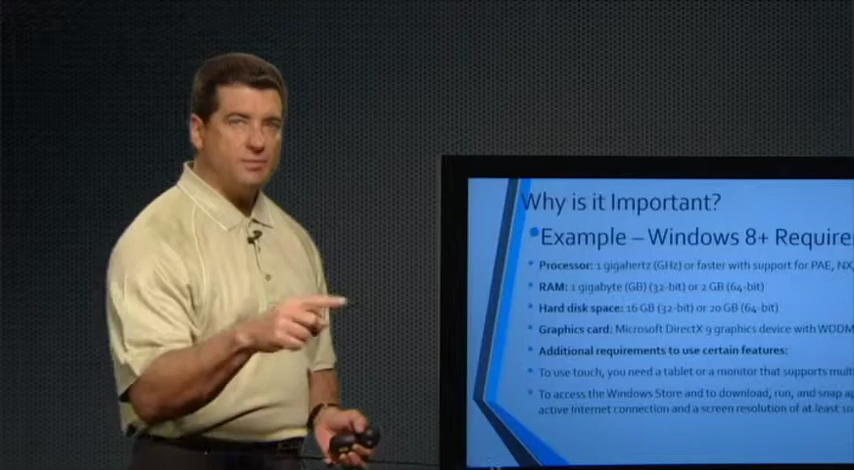 Why is it Important?
Example – Windows 8+ Require
Processor: 1 gigahertz (GHz) or faster with support for PAE, NX,
RAM: 1 gigabyte (GB) (32-bit) or 2 GB (64-bit)
Hard disk space: 16 GB (32-bit) or 20 GB (64-bit)
Graphics card: Microsoft DirectX 9 graphics device with WDDM
Additional requirements to use certain features:
To use touch, you need a tablet or a monitor that supports mult
To access the Windows Store and to download, run, and snap ap
active Internet connection and a screen resolution of at least